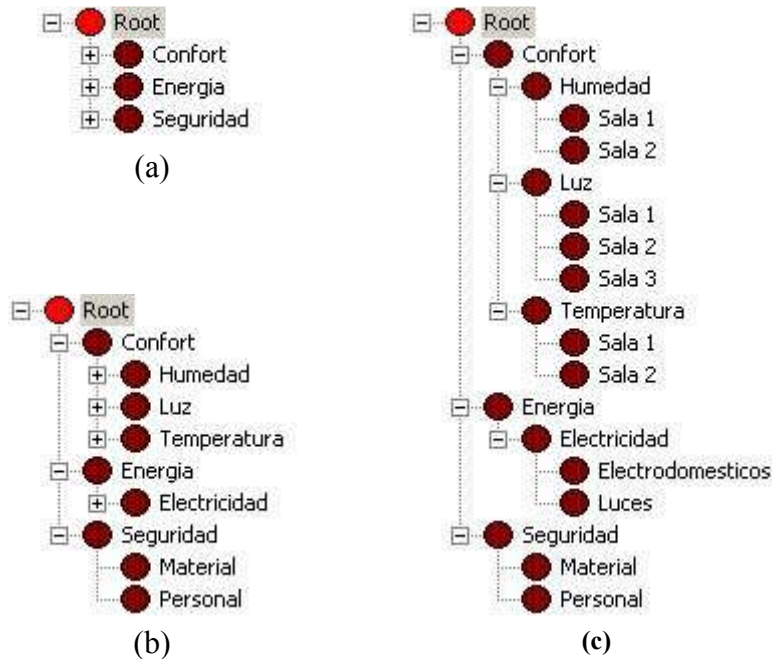 Root
Confort
Energia
Seguridad
(a)
Root
Confort
Humedad
Luz
Temperatura
Energia
Electricidad
Seguridad
Material
Personal
(b)
Root
Confort
Humedad
Sala 1
Sala 2
Luz
Sala 1
Sala 2
Sala 3
Temperatura
Sala 1
Sala 2
Energia
Electricidad
Electrodomesticos
Luces
Seguridad
Material
Personal
(c)